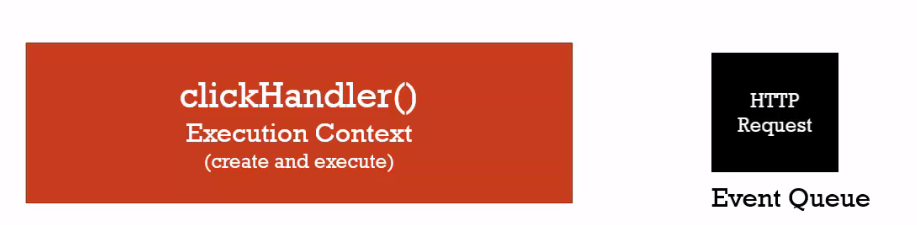 clickHandler()
Execution Context
(create and execute)
HTTP
Request
Event Queue